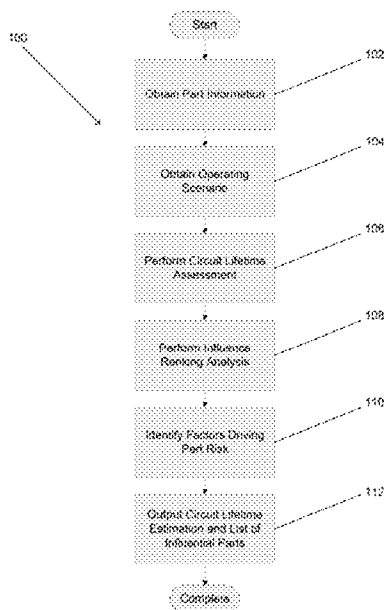 100
Start
Obtain Part Information
102
Obtain Operating
Scenario
104
Perform Circuit Lifetime
Assessment
106
Perform Influence
Ranking Analysis
108
Identify Factors Driving
Part Risk
110
Output Circuit Lifetime
Estimation and List of
Inferential Parts
112
Complete